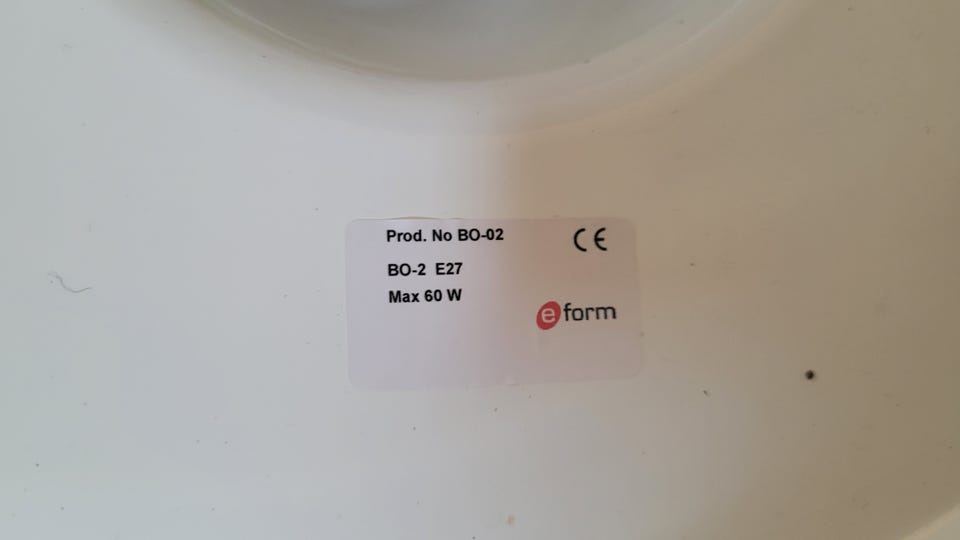 Prod. No BO-02
CE
BO-2 E27
Max 60 W
eform